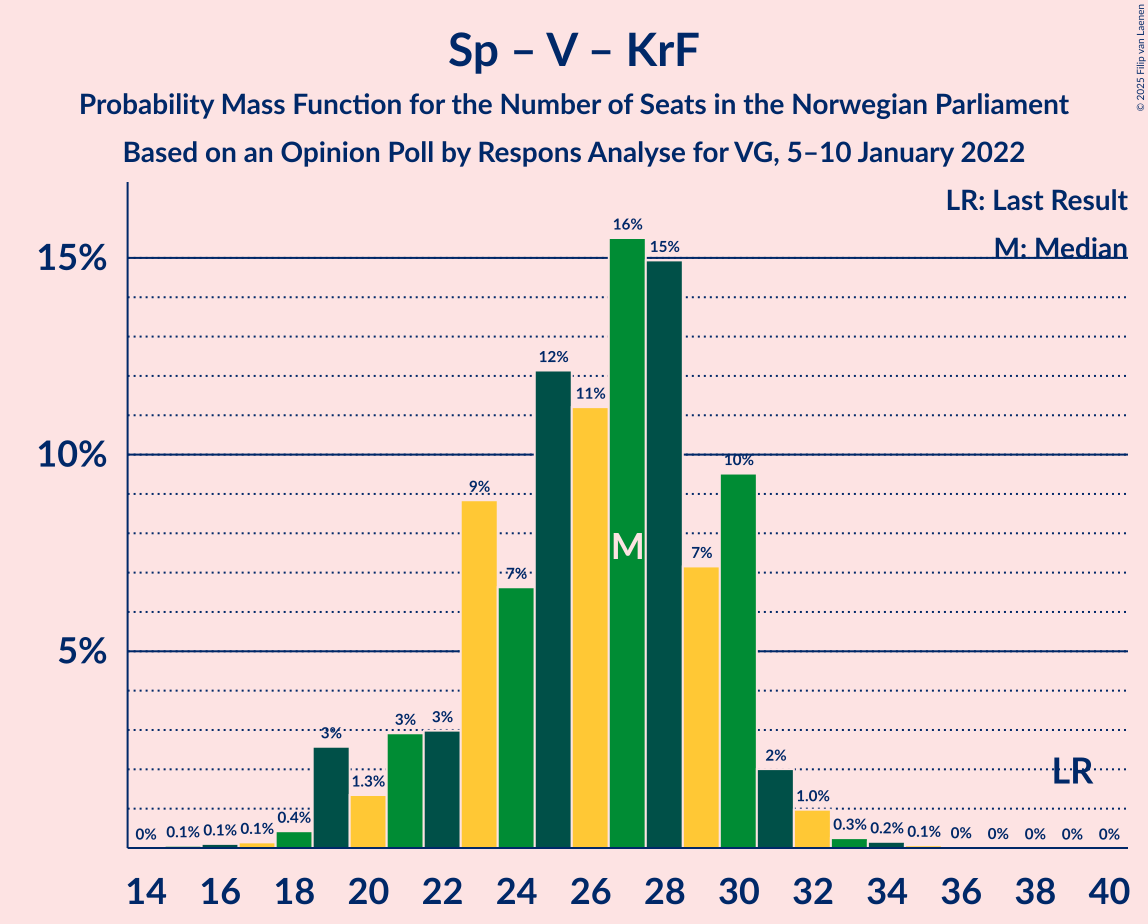 Sp – V – KrF
Probability Mass Function for the Number of Seats in the Norwegian Parliament
Based on an Opinion Poll by Respons Analyse for VG, 5–10 January 2022
© 2025 Filip van Laenen
LR: Last Result
M: Median
15%
10%
5%
0% 0.1% 0.1% 0.1% 0.4% 3% 1.3% 3% 3% 9% 7% 12% 11% 16% 15% 7% 10% 2% 1.0% 0.3% 0.2% 0.1% 0% 0% 0% 0% 0%
M
LR
14 16 18 20 22 24 26 28 30 32 34 36 38 40